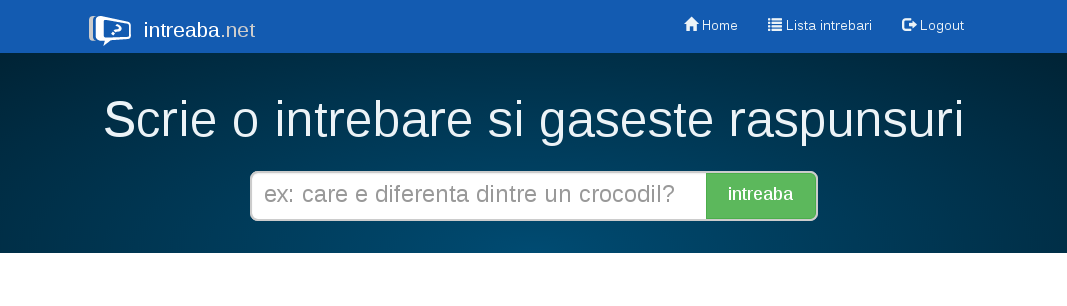 intreaba.net
Home
Lista intrebari
Logout
Scrie o intrebare si gaseste raspunsuri
ex: care e diferenta dintre un crocodil?
intreaba